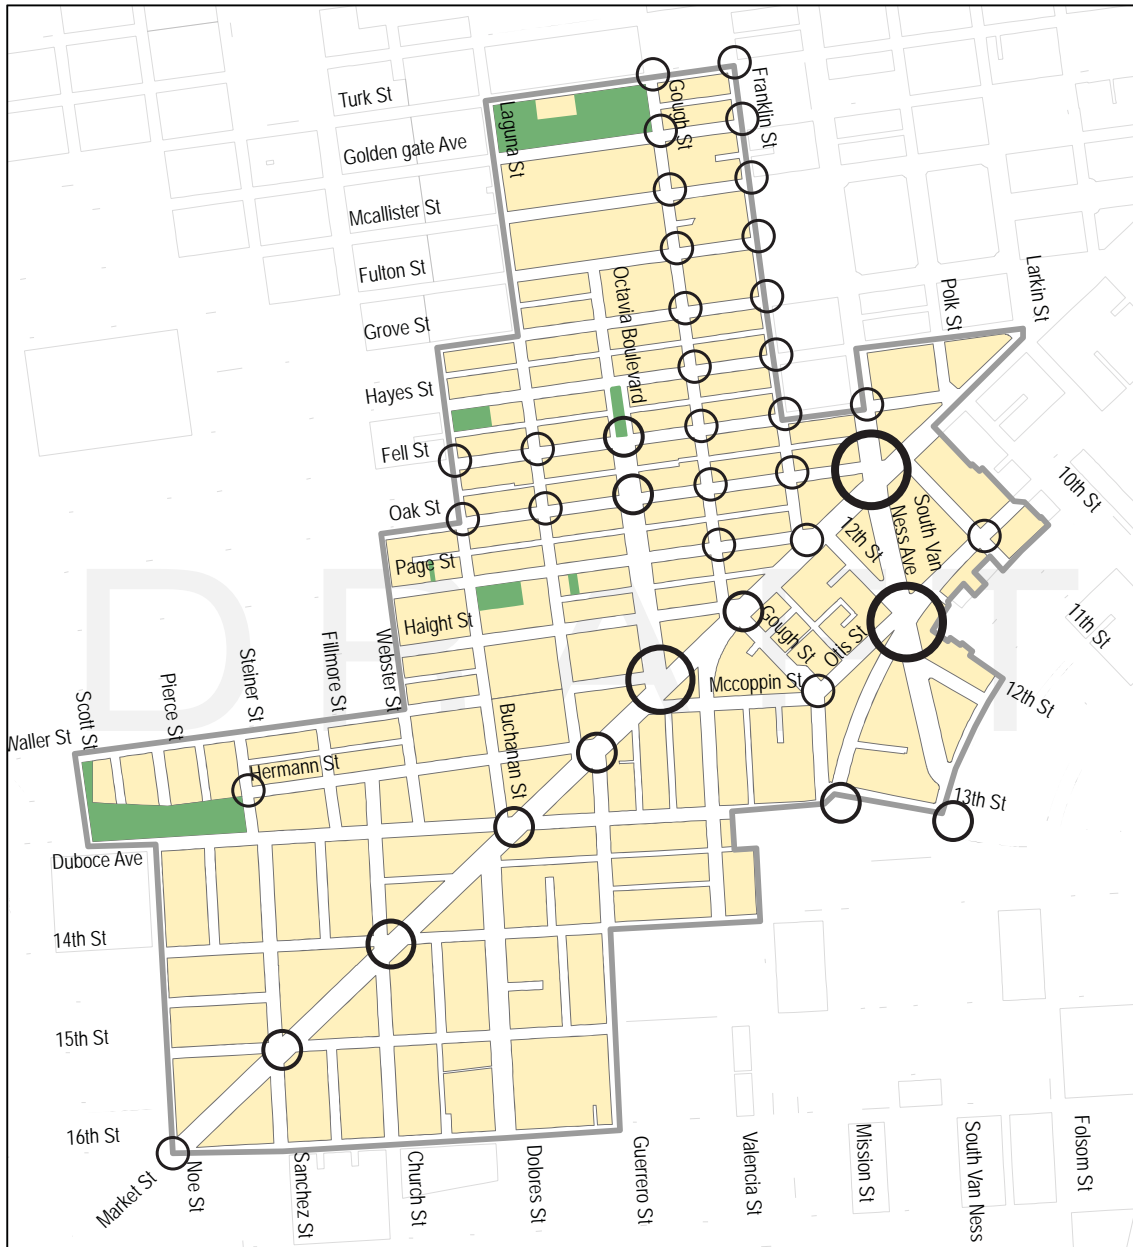 Turk St
Golden gate Ave
Mcallister St
Fulton St
Grove St
Hayes St
Fell St
Oak St
Page St
Haight St
Laguna St
Gough St
Franklin St
Octavia Boulevard
Polk St
Larkin St
10th St
11th St
12th St
South Van
Ness Ave
12th St
Gough St
Otis St
Mccoppin St
13th St
DRAFT
Webster St
Fillmore St
Steiner St
Pierce St
Scott St
Waller St
Hermann St
Buchanan St
Duboce Ave
14th St
15th St
16th St
Market St
Noe St
Sanchez St
Church St
Dolores St
Guerrero St
Valencia St
Mission St
South Van Ness
Folsom St